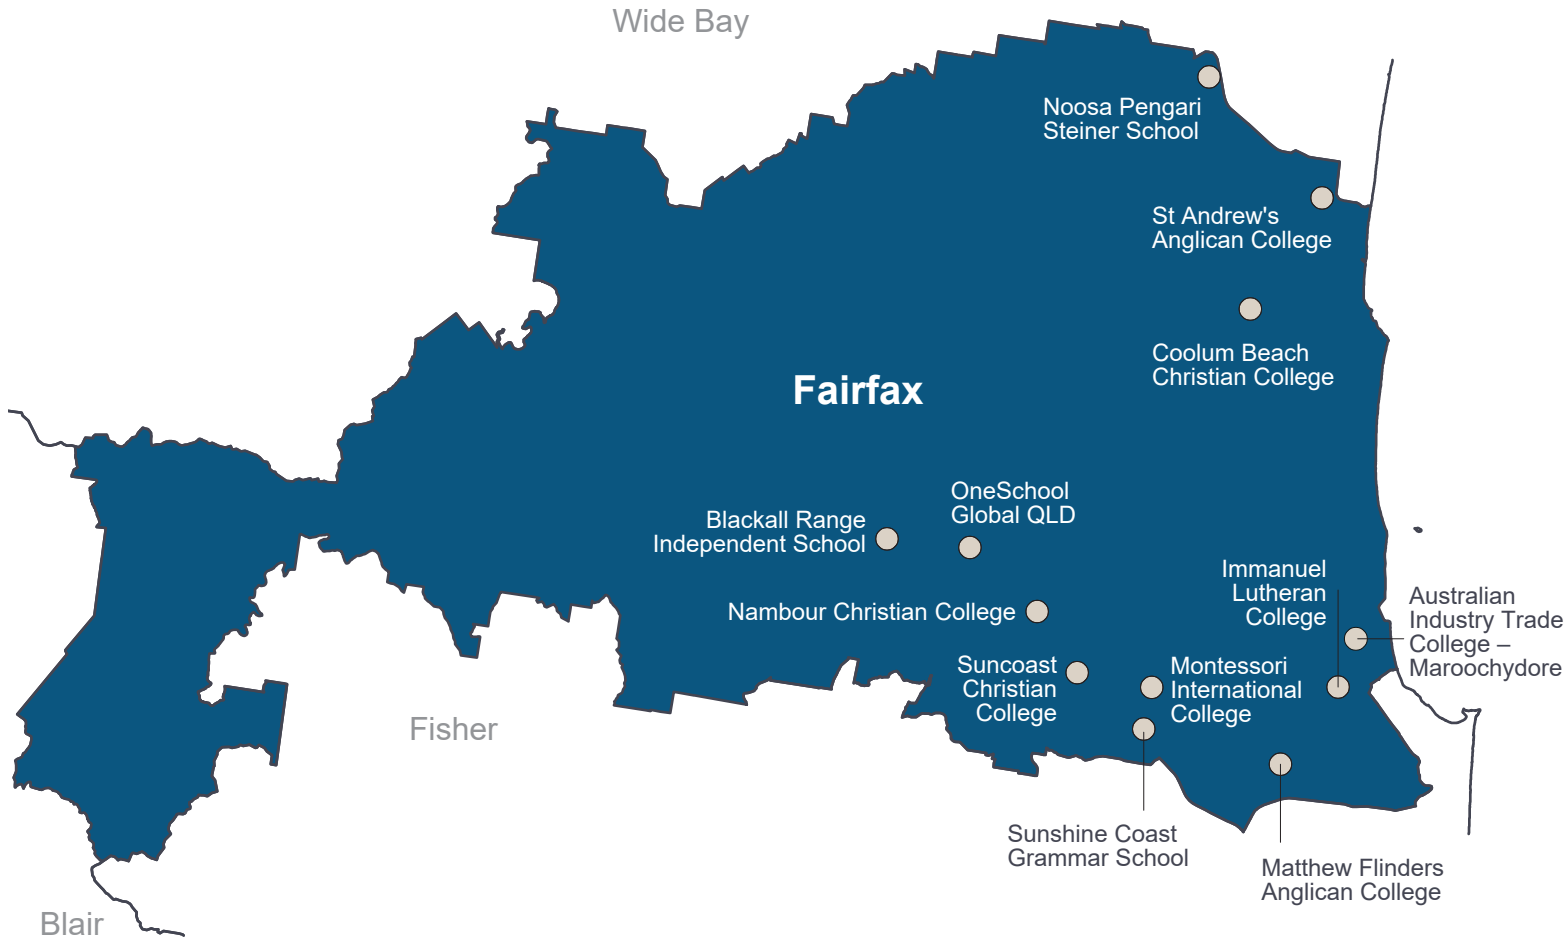 Wide Bay
Noosa Pengari
Steiner School
St Andrew's
Anglican College
Coolum Beach
Christian College
Fairfax
OneSchool
Global QLD
Blackall Range
Independent School
Immanuel
Lutheran
College
Australian
Industry Trade
College –
Maroochydore
Nambour Christian College
Suncoast
Christian
College
Montessori
International
College
Fisher
Sunshine Coast
Grammar School
Matthew Flinders
Anglican College
Blair